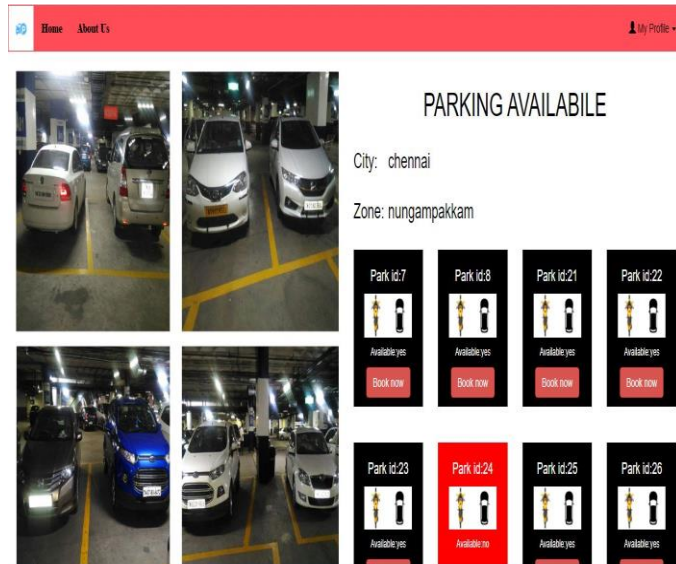 Home About Us My Profile
PARKING AVAILABILE
City: chennai
Zone: nungampakkam
Park id:7 Park id:8 Park id:21 Park id:22
Available:yes Available:yes Available:yes Available:yes
Book now Book now Book now Book now
Park id:23 Park id:24 Park id:25 Park id:26
Available:yes Available:no Available:yes Available:yes